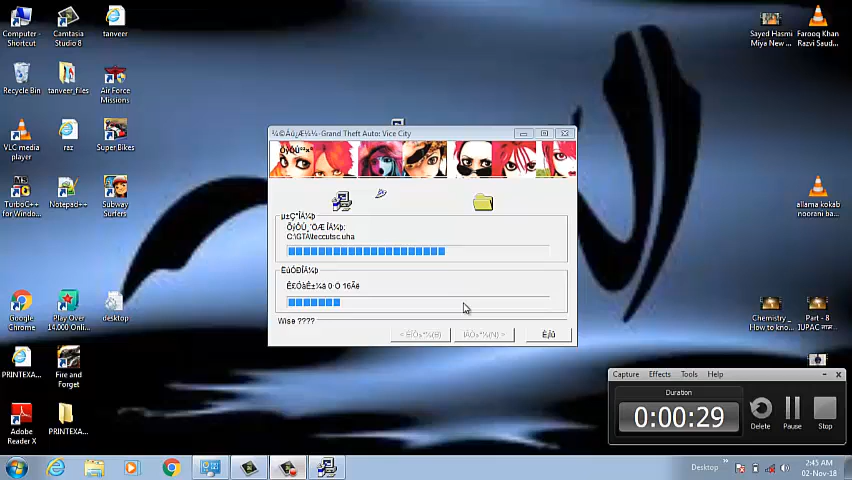 Computer - Shortcut
Camtasia Studio 8
tanveer
Recycle Bin
tanveer_files
Air Force Missions
VLC media player
raz
Super Bikes
TurboC++ for Window...
Notepad++
Subway Surfers
Google Chrome
Play Over 14,000 Onli...
desktop
PRINTEXA...
Fire and Forget
Adobe Reader X
PRINTEXA...
Sayed Hasmi Miya New ...
Farooq Khan Razvi Saud...
allama kokab noorani ba...
Chemistry_ How to kno...
Part - 8 IUPAC नाम...
-Grand Theft Auto: Vice City
C:\GTA\leccutsc.uha
Wise ????
Capture Effects Tools Help
Duration
0:00:29
Delete
Pause
Stop
Desktop
2:45 AM
02-Nov-18